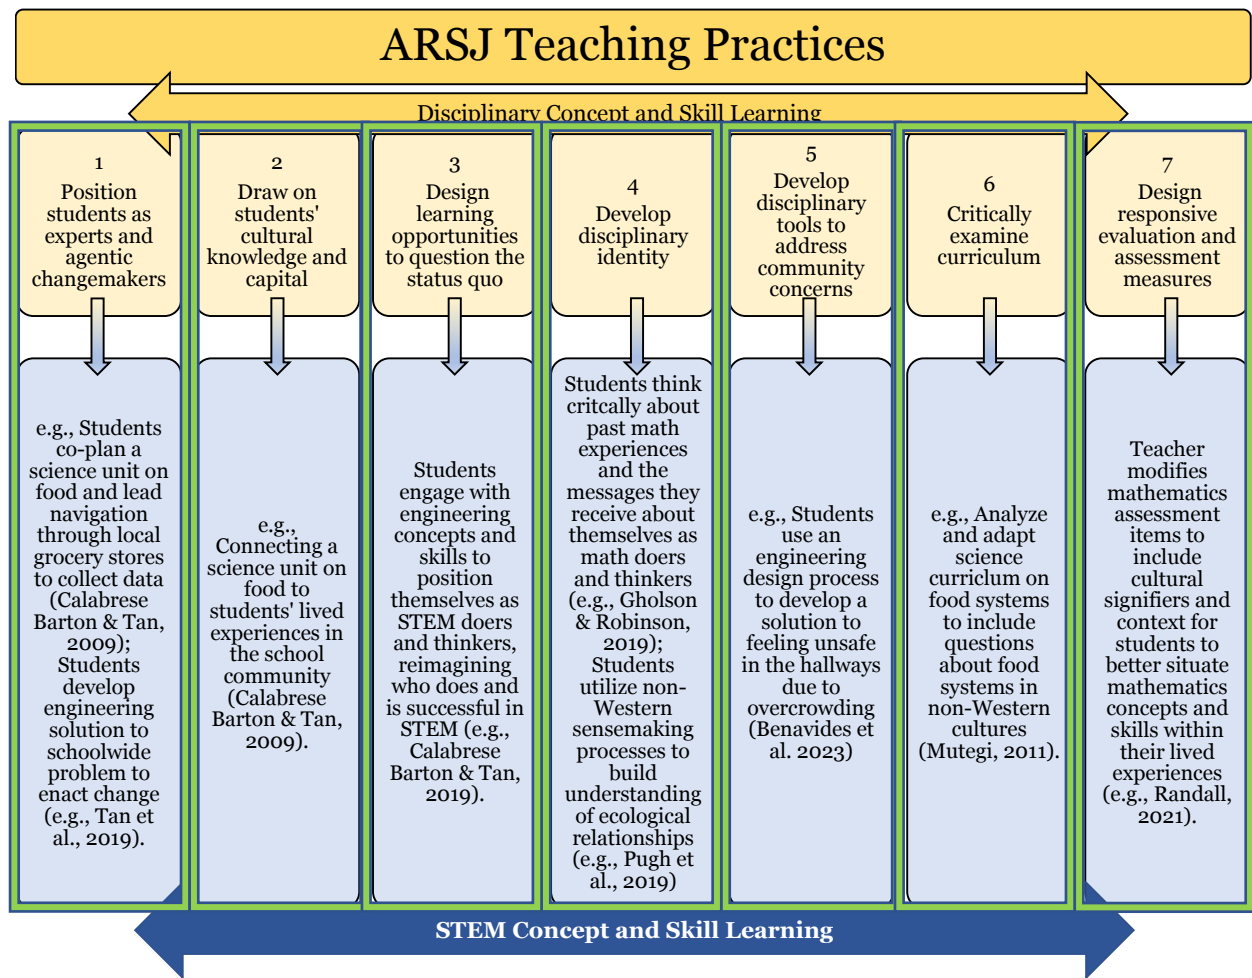 ARSJ Teaching Practices
Disciplinary Concept and Skill Learning
1
Position
students as
experts and
agentic
changemakers
2
Draw on
students'
cultural
knowledge and
capital
3
Design
learning
opportunities
to question the
status quo
4
Develop
disciplinary
identity
5
Develop
disciplinary
tools to
address
community
concerns
6
Critically
examine
curriculum
7
Design
responsive
evaluation and
assessment
measures
e.g., Students
co-plan a
science unit on
food and lead
navigation
through local
grocery stores
to collect data
(Calabrese
Barton & Tan,
2009);
Students
develop
engineering
solution to
schoolwide
problem to
enact change
(e.g., Tan et
al., 2019).
e.g.,
Connecting a
science unit on
food to
students' lived
experiences in
the school
community
(Calabrese
Barton & Tan,
2009).
Students
engage with
engineering
concepts and
skills to
position
themselves as
STEM doers
and thinkers,
reimagining
who does and
is successful in
STEM (e.g.,
Calabrese
Barton & Tan,
2019).
Students think
critcally about
past math
experiences
and the
messages they
receive about
themselves as
math doers
and thinkers
(e.g., Gholson
& Robinson,
2019);
Students
utilize non-
Western
sensemaking
processes to
build
understanding
of ecological
relationships
(e.g., Pugh et
al., 2019)
e.g., Students
use an
engineering
design process
to develop a
solution to
feeling unsafe
in the hallways
due to
overcrowding
(Benavides et
al. 2023)
e.g., Analyze
and adapt
science
curriclum on
food systems
to include
questions
about food
systems in
non-Western
cultures
(Mutegi, 2011).
Teacher
modifies
mathematics
assessment
items to
include
cultural
signifiers and
context for
students to
better situate
mathematics
concepts and
skills within
their lived
experiences
(e.g., Randall,
2021).
STEM Concept and Skill Learning